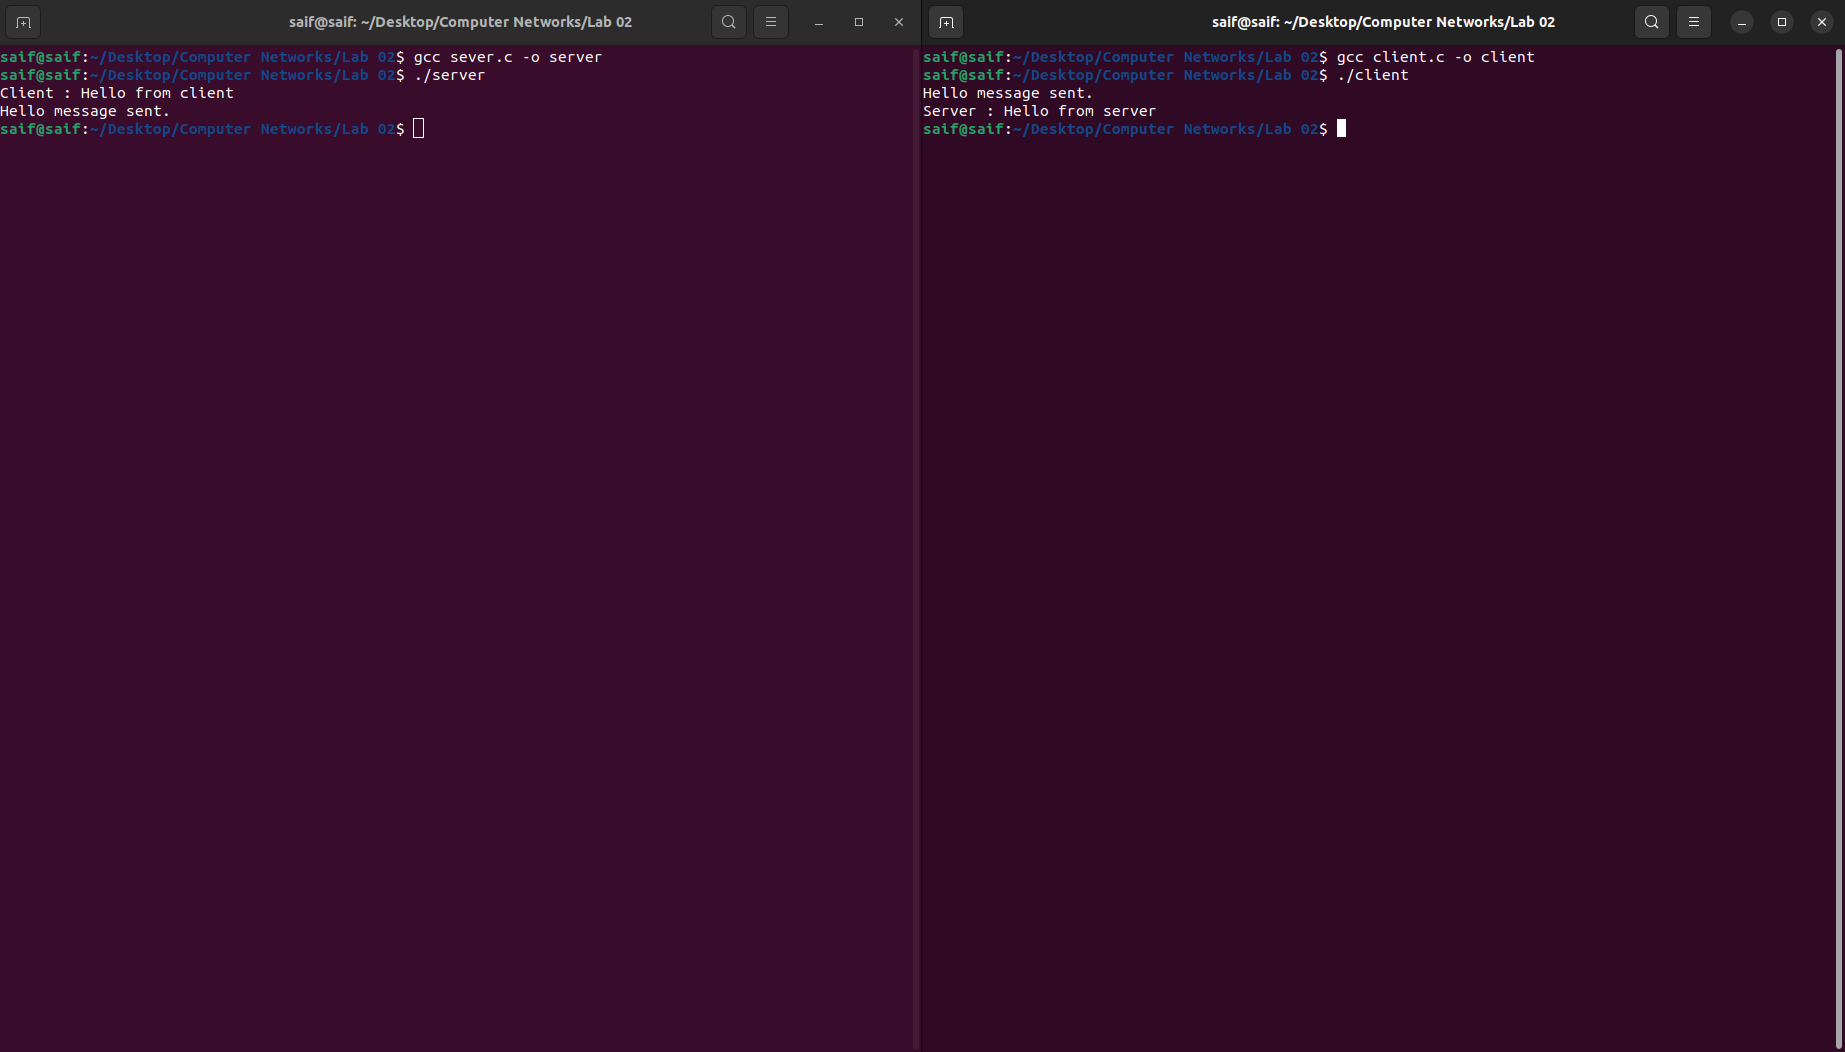 saif@saif: ~/Desktop/Computer Networks/Lab 02
saif@saif:~/Desktop/Computer Networks/Lab 02$ gcc sever.c -o server
saif@saif:~/Desktop/Computer Networks/Lab 02$ ./server
Client : Hello from client
Hello message sent.
saif@saif:~/Desktop/Computer Networks/Lab 02$
saif@saif: ~/Desktop/Computer Networks/Lab 02
saif@saif:~/Desktop/Computer Networks/Lab 02$ gcc client.c -o client
saif@saif:~/Desktop/Computer Networks/Lab 02$ ./client
Hello message sent.
Server : Hello from server
saif@saif:~/Desktop/Computer Networks/Lab 02$